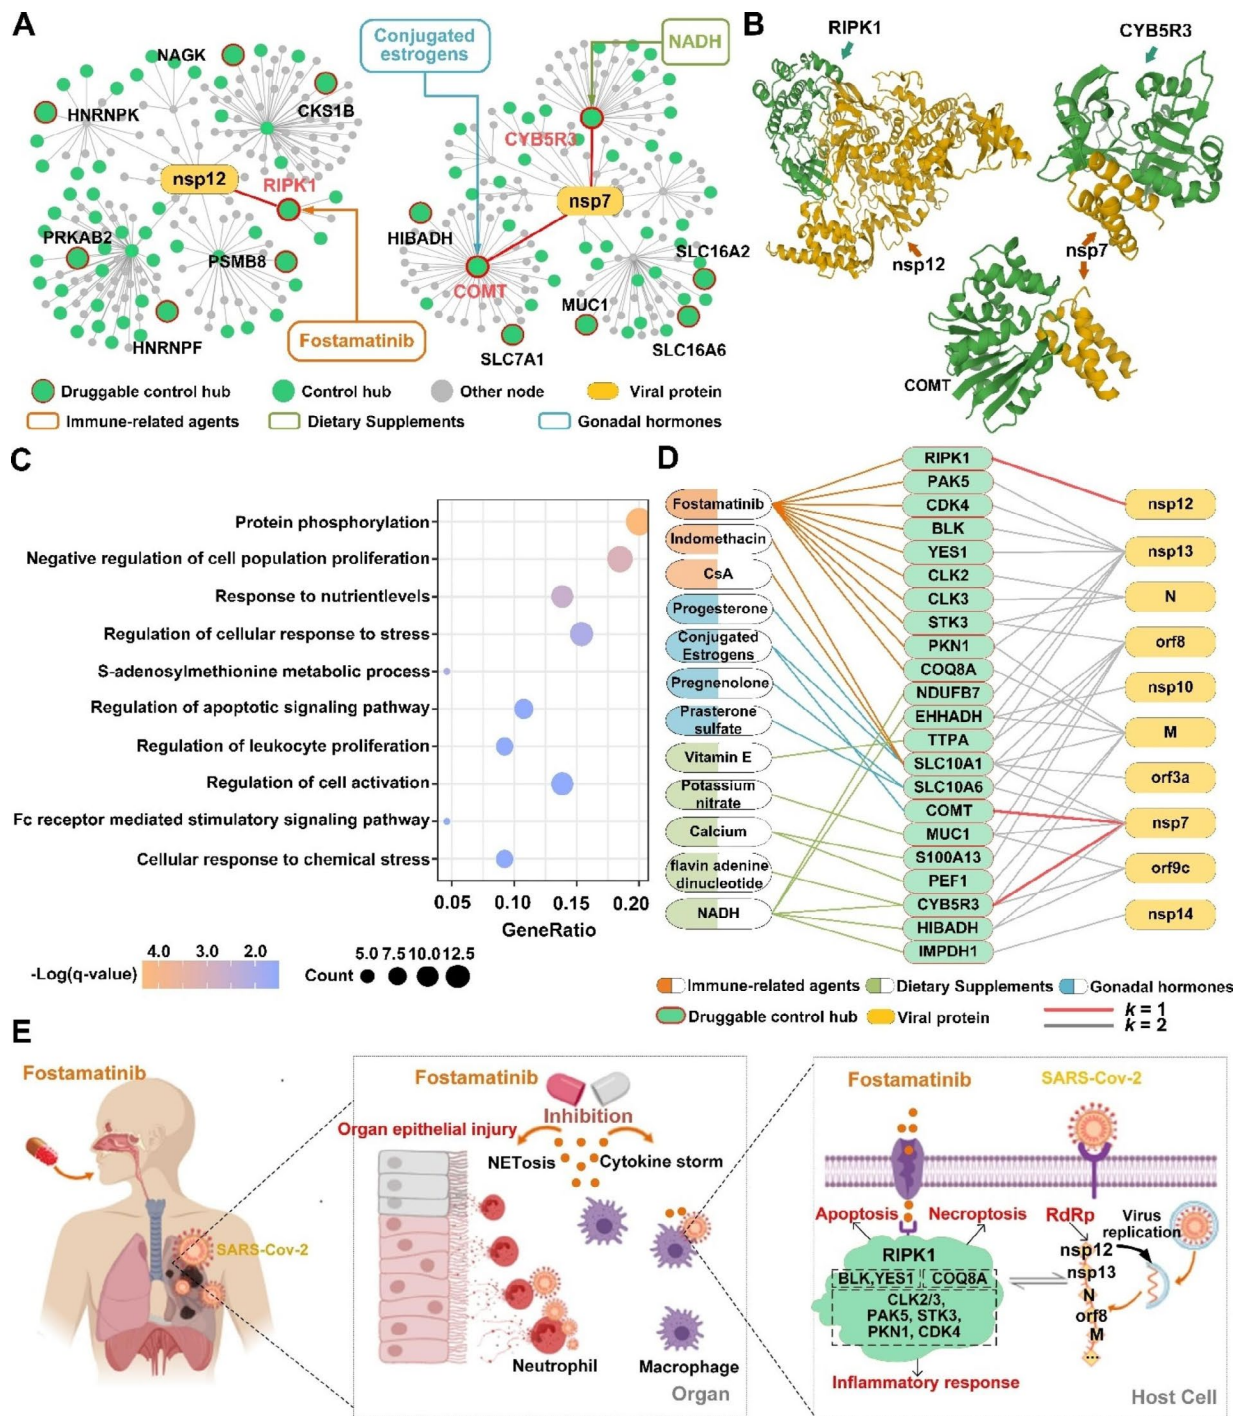 A
Conjugated
estrogens
NADH
NAGK
HNRNPK
CKS1B
CYB5R3
nsp12
RIPK1
nsp7
PRKAB2
PSMB8
HIBADH
SLC16A2
COMT
MUC1
HNRNPF
Fostamatinib
SLC7A1
SLC16A6
Druggable control hub
Control hub
Other node
Viral protein
Immune-related agents
Dietary Supplements
Gonadal hormones
B
RIPK1
CYB5R3
nsp12
nsp7
COMT
C
Protein phosphorylation
Negative regulation of cell population proliferation
Response to nutrientlevels
Regulation of cellular response to stress
S-adenosylmethionine metabolic process
Regulation of apoptotic signaling pathway
Regulation of leukocyte proliferation
Regulation of cell activation
Fc receptor mediated stimulatory signaling pathway
Cellular response to chemical stress
0.05 0.10 0.15 0.20
GeneRatio
4.0 3.0 2.0
-Log(q-value)
5.0 7.5 10.0 12.5
Count
D
Fostamatinib
Indomethacin
CsA
Progesterone
Conjugated
Estrogens
Pregnenolone
Prasterone
sulfate
Vitamin E
Potassium
nitrate
Calcium
flavin adenine
dinucleotide
NADH
RIPK1
PAK5
CDK4
BLK
YES1
CLK2
CLK3
STK3
PKN1
COQ8A
NDUFB7
EHHADH
TTPA
SLC10A1
SLC10A6
COMT
MUC1
S100A13
PEF1
CYB5R3
HIBADH
IMPDH1
nsp12
nsp13
N
orf8
nsp10
M
orf3a
nsp7
orf9c
nsp14
Immune-related agents
Dietary Supplements
Gonadal hormones
Druggable control hub
Viral protein
k = 1
k = 2
E
Fostamatinib
SARS-Cov-2
Fostamatinib
Inhibition
Organ epithelial injury
NETosis
Cytokine storm
Neutrophil
Macrophage
Organ
Fostamatinib
SARS-Cov-2
Apoptosis
Necroptosis
RdRp
Virus
replication
RIPK1
BLK,YES1
COQ8A
CLK2/3,
PAK5, STK3,
PKN1, CDK4
nsp12
nsp13
N
orf8
M
...
Inflammatory response
Host Cell